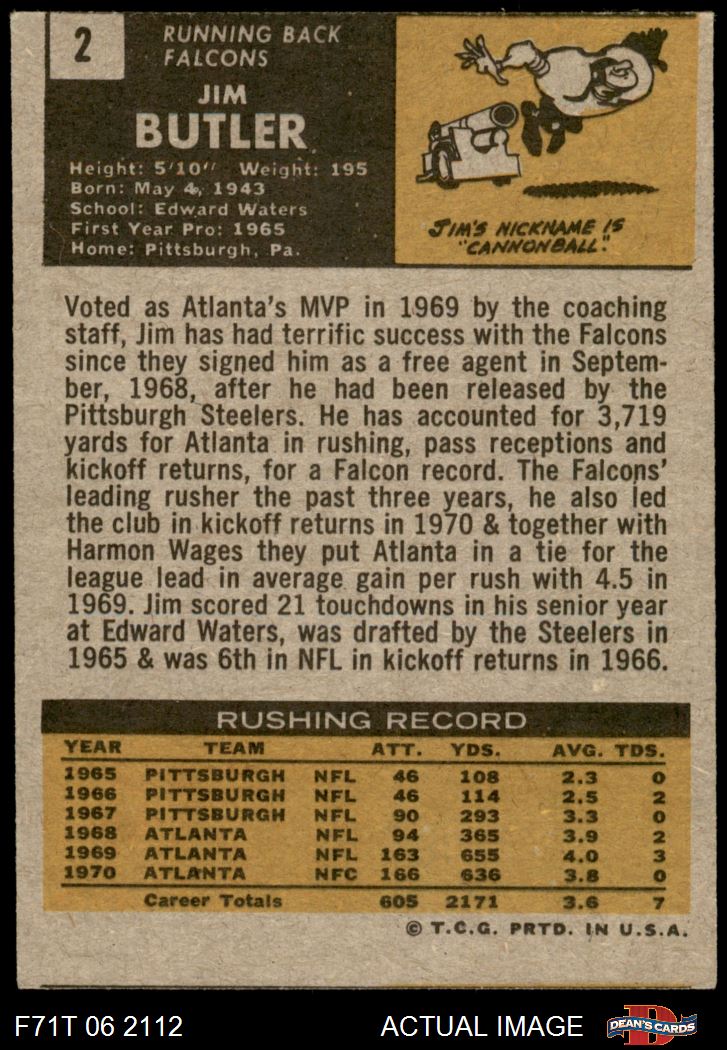 2
RUNNING BACK
FALCONS
JIM
BUTLER
Height: 5'10" Weight: 195
Born: May 4, 1943
School: Edward Waters
First Year Pro: 1965
Home: Pittsburgh, Pa.
JIM'S NICKNAME IS
"CANNONBALL".
Voted as Atlanta's MVP in 1969 by the coaching
staff, Jim has had terrific success with the Falcons
since they signed him as a free agent in Septem-
ber, 1968, after he had been released by the
Pittsburgh Steelers. He has accounted for 3,719
yards for Atlanta in rushing, pass receptions and
kickoff returns, for a Falcon record. The Falcons'
leading rusher the past three years, he also led
the club in kickoff returns in 1970 & together with
Harmon Wages they put Atlanta in a tie for the
league lead in average gain per rush with 4.5 in
1969. Jim scored 21 touchdowns in his senior year
at Edward Waters, was drafted by the Steelers in
1965 & was 6th in NFL in kickoff returns in 1966.
RUSHING RECORD
YEAR TEAM ATT. YDS. AVG. TDS.
1965 PITTSBURGH NFL 46 108 2.3 0
1966 PITTSBURGH NFL 46 114 2.5 2
1967 PITTSBURGH NFL 90 293 3.3 0
1968 ATLANTA NFL 94 365 3.9 2
1969 ATLANTA NFL 163 655 4.0 3
1970 ATLANTA NFC 166 636 3.8 0
Career Totals 605 2171 3.6 7
© T.C.G. PRTD. IN U.S.A.
F71T 06 2112 ACTUAL IMAGE D DEAN'S CARDS